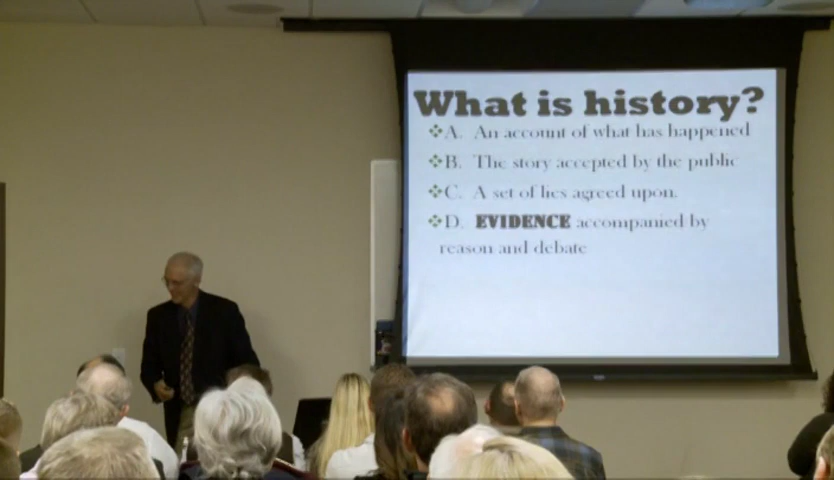 What is history?
❖A. An account of what has happened
❖B. The story accepted by the public
❖C. A set of lies agreed upon.
❖D. EVIDENCE accompanied by
reason and debate